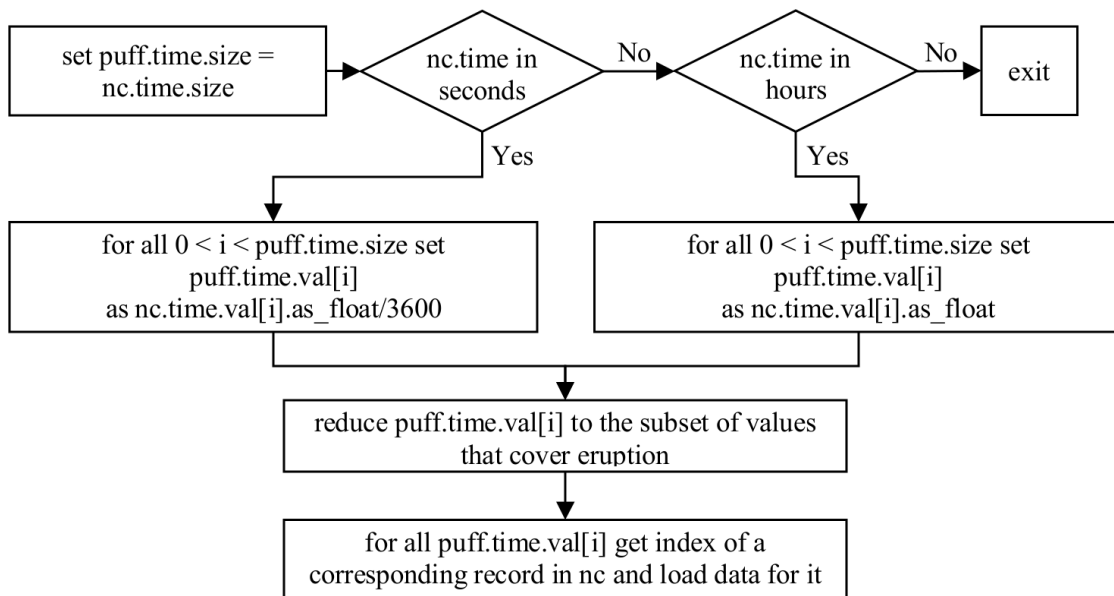 set puff.time.size =
nc.time.size
nc.time in
seconds
No
nc.time in
hours
No
exit
Yes
Yes
for all 0 < i < puff.time.size set
puff.time.val[i]
as nc.time.val[i].as_float/3600
for all 0 < i < puff.time.size set
puff.time.val[i]
as nc.time.val[i].as_float
reduce puff.time.val[i] to the subset of values
that cover eruption
for all puff.time.val[i] get index of a
corresponding record in nc and load data for it